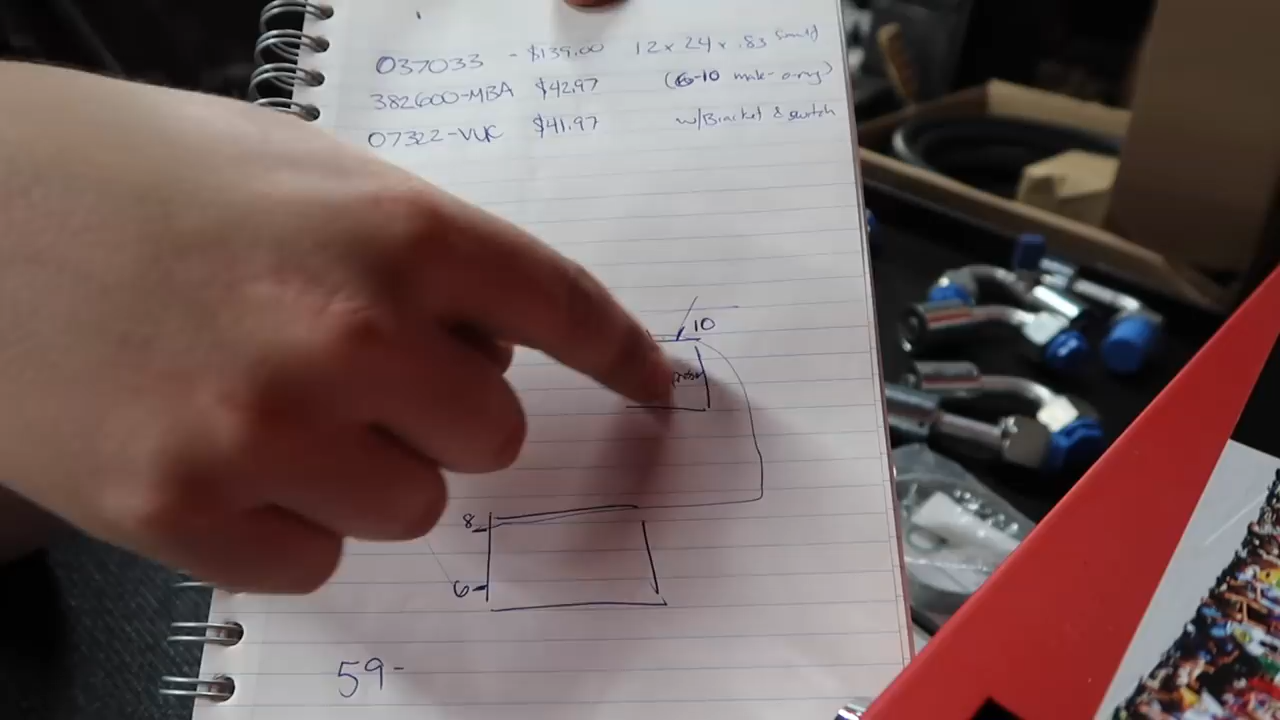 037033 - $139.00 12 x 24 x .83
382600-MBA $42.97 (6-10 male-o-ring)
07322-VUC $41.97 w/Bracket & switch
10
8
6
59-